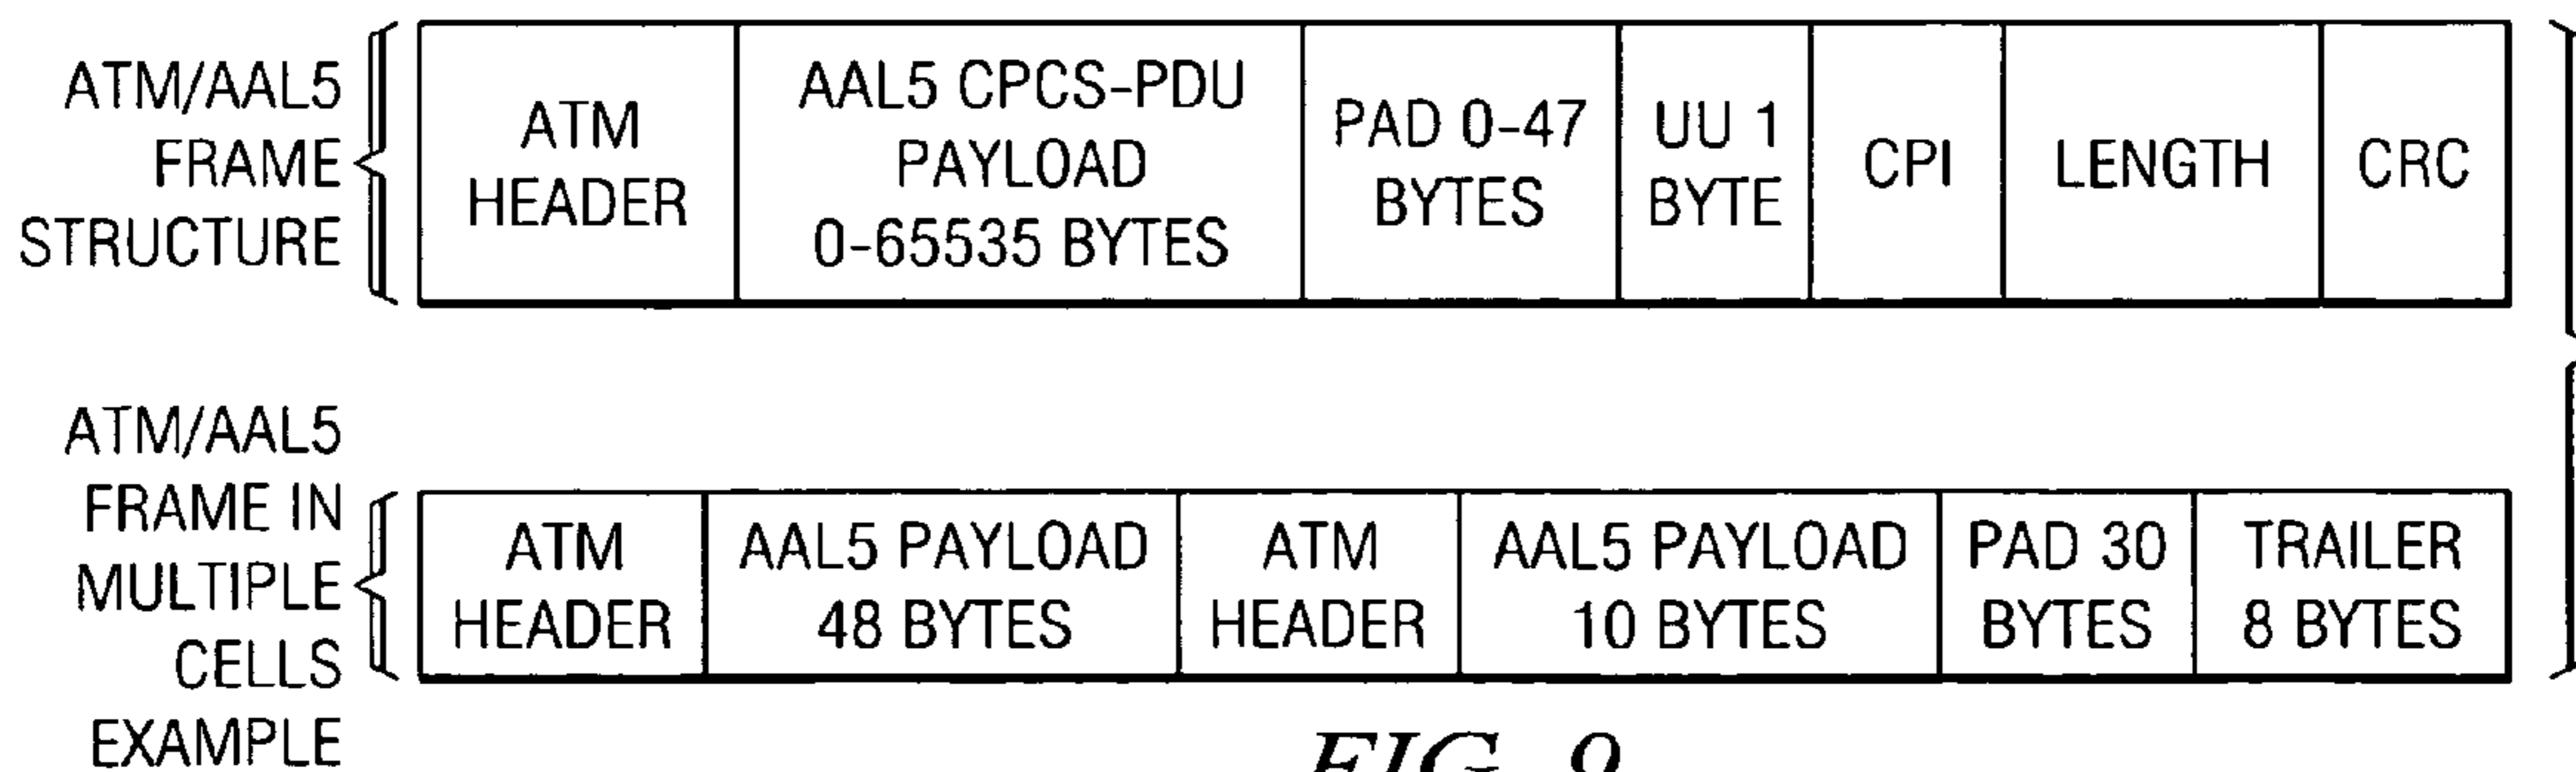 ATM/AAL5
FRAME
STRUCTURE
ATM
HEADER
AAL5 CPCS-PDU
PAYLOAD
0-65535 BYTES
PAD 0-47
BYTES
UU 1
BYTE
CPI
LENGTH
CRC
ATM/AAL5
FRAME IN
MULTIPLE
CELLS
EXAMPLE
ATM
HEADER
AAL5 PAYLOAD
48 BYTES
ATM
HEADER
AAL5 PAYLOAD
10 BYTES
PAD 30
BYTES
TRAILER
8 BYTES
FIG. 9